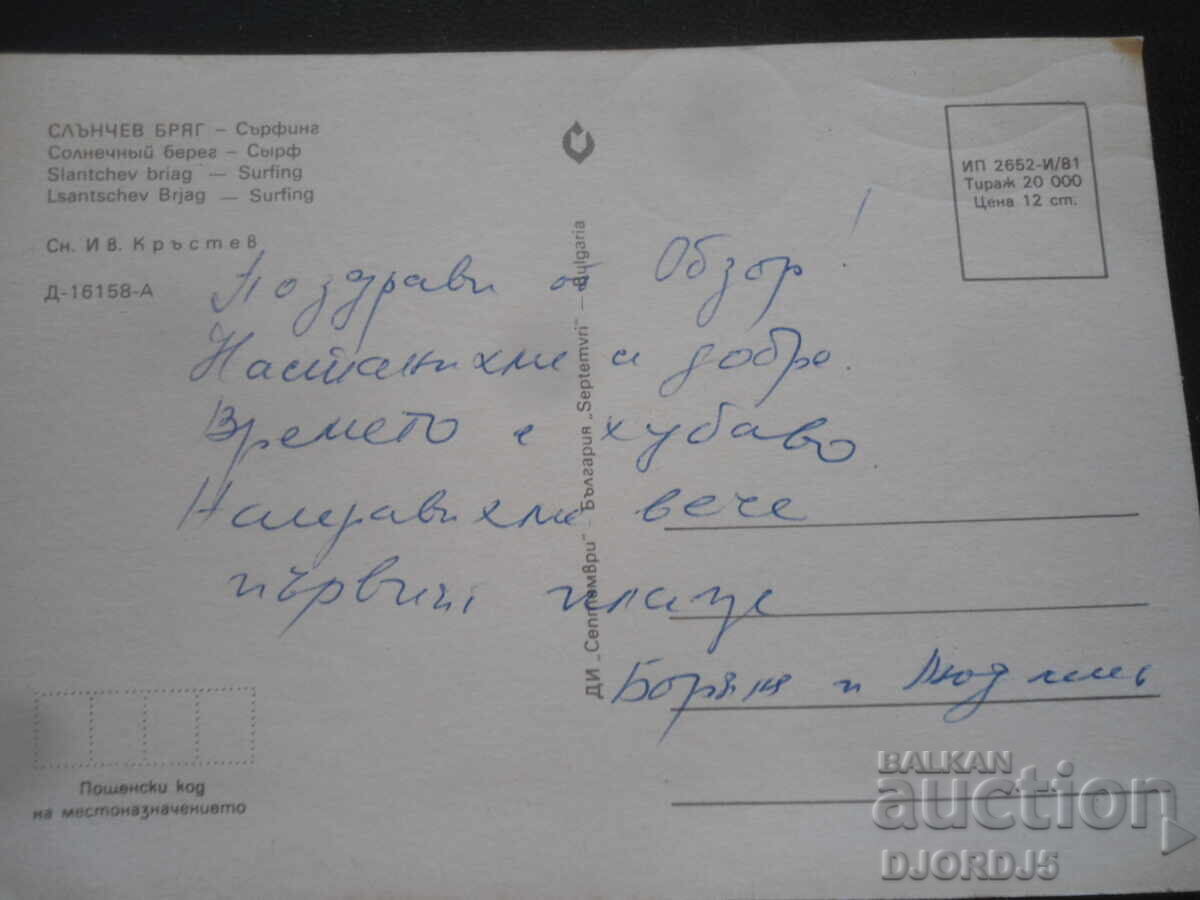 СЛЪНЧЕВ БРЯГ – Сърфинг
Солнечный берег – Сырф
Slantchev briag — Surfing
Lsantschev Brjag — Surfing
Сн. Ив. Кръстев
Д-16158-А
ИП 2652-И/81
Тираж 20 000
Цена 12 ст.
Поздрави от Обзор!
Настанихме се добре.
Времето е хубаво
Направихме вече
първия плаж
Боряна и Людмил
ДИ „Септември" – България „Septemvri" – Bulgaria
Пощенски код
на местоназначението
BALKAN
auction
DJORDJ5